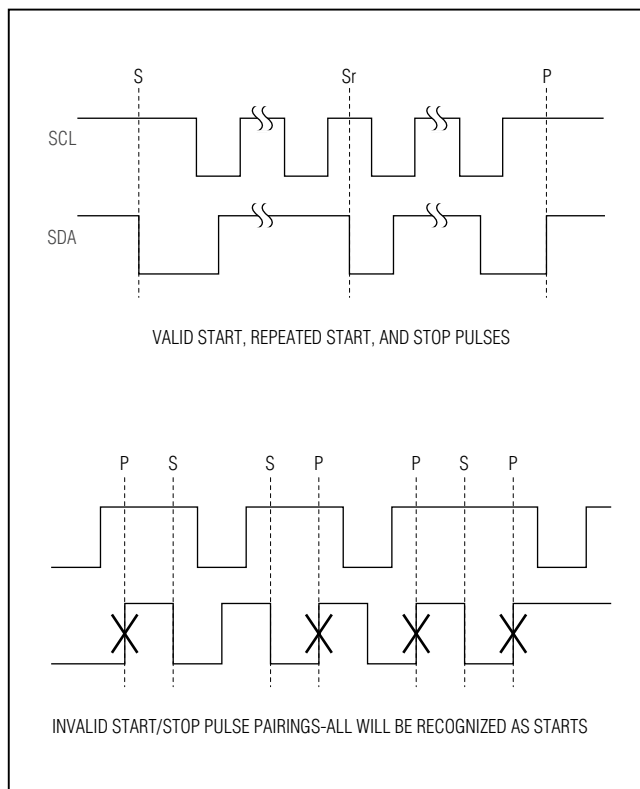 S Sr P
SCL
SDA
VALID START, REPEATED START, AND STOP PULSES
P S S P P S P
INVALID START/STOP PULSE PAIRINGS-ALL WILL BE RECOGNIZED AS STARTS